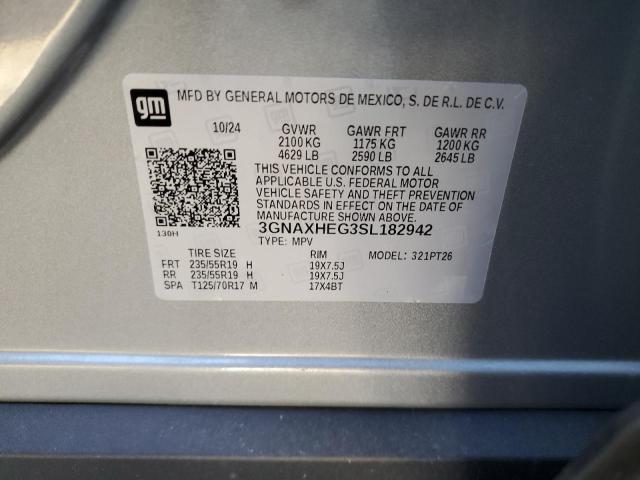 gm MFD BY GENERAL MOTORS DE MEXICO, S. DE R.L. DE C.V.
10/24 GVWR GAWR FRT GAWR RR
2100 KG 1175 KG 1200 KG
4629 LB 2590 LB 2645 LB
THIS VEHICLE CONFORMS TO ALL
APPLICABLE U.S. FEDERAL MOTOR
VEHICLE SAFETY AND THEFT PREVENTION
STANDARDS IN EFFECT ON THE DATE OF
MANUFACTURE SHOWN ABOVE.
130H 3GNAXHEG3SL182942
TYPE: MPV
TIRE SIZE RIM MODEL: 321PT26
FRT 235/55R19 H 19X7.5J
RR 235/55R19 H 19X7.5J
SPA T125/70R17 M 17X4BT